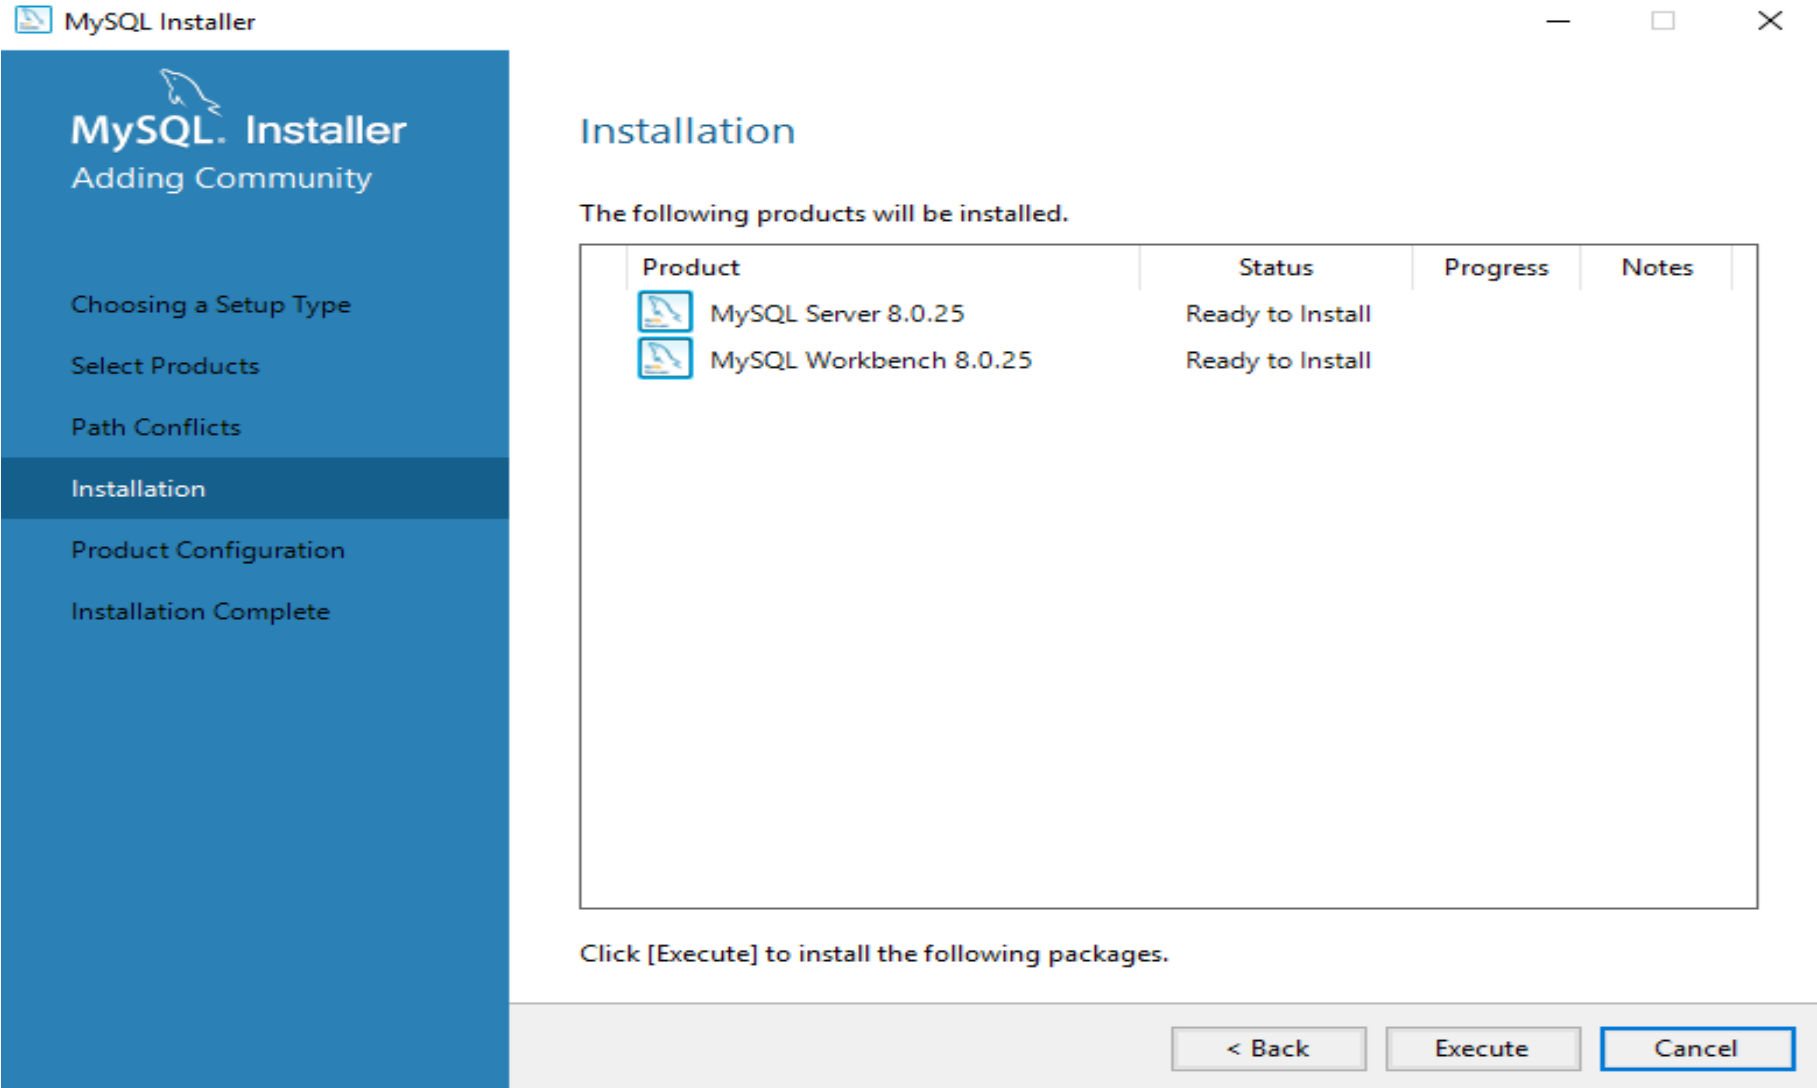 MySQL Installer
MySQL. Installer
Adding Community
Choosing a Setup Type
Select Products
Path Conflicts
Installation
Product Configuration
Installation Complete
Installation
The following products will be installed.
Product Status Progress Notes
MySQL Server 8.0.25 Ready to Install
MySQL Workbench 8.0.25 Ready to Install
Click [Execute] to install the following packages.
< Back Execute Cancel